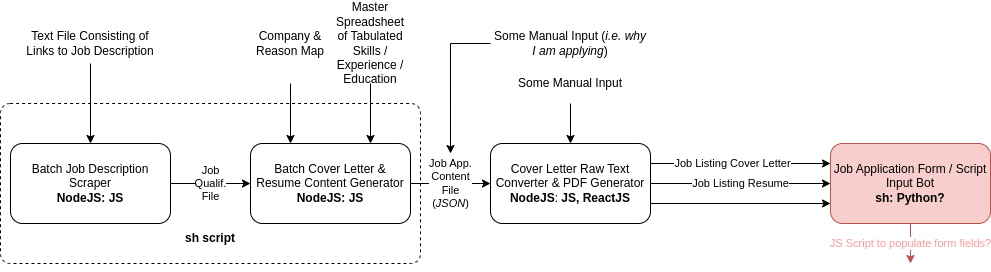 Text File Consisting of
Links to Job Description
Company &
Reason Map
Master
Spreadsheet
of Tabulated
Skills /
Experience /
Education
Some Manual Input (i.e. why
I am applying)
Some Manual Input
Batch Job Description
Scraper
NodeJS: JS
Job
Qualif.
File
Batch Cover Letter &
Resume Content Generator
NodeJS: JS
sh script
Job App.
Content
File
(JSON)
Cover Letter Raw Text
Converter & PDF Generator
NodeJS: JS, ReactJS
Job Listing Cover Letter
Job Listing Resume
Job Application Form / Script
Input Bot
sh: Python?
JS Script to populate form fields?